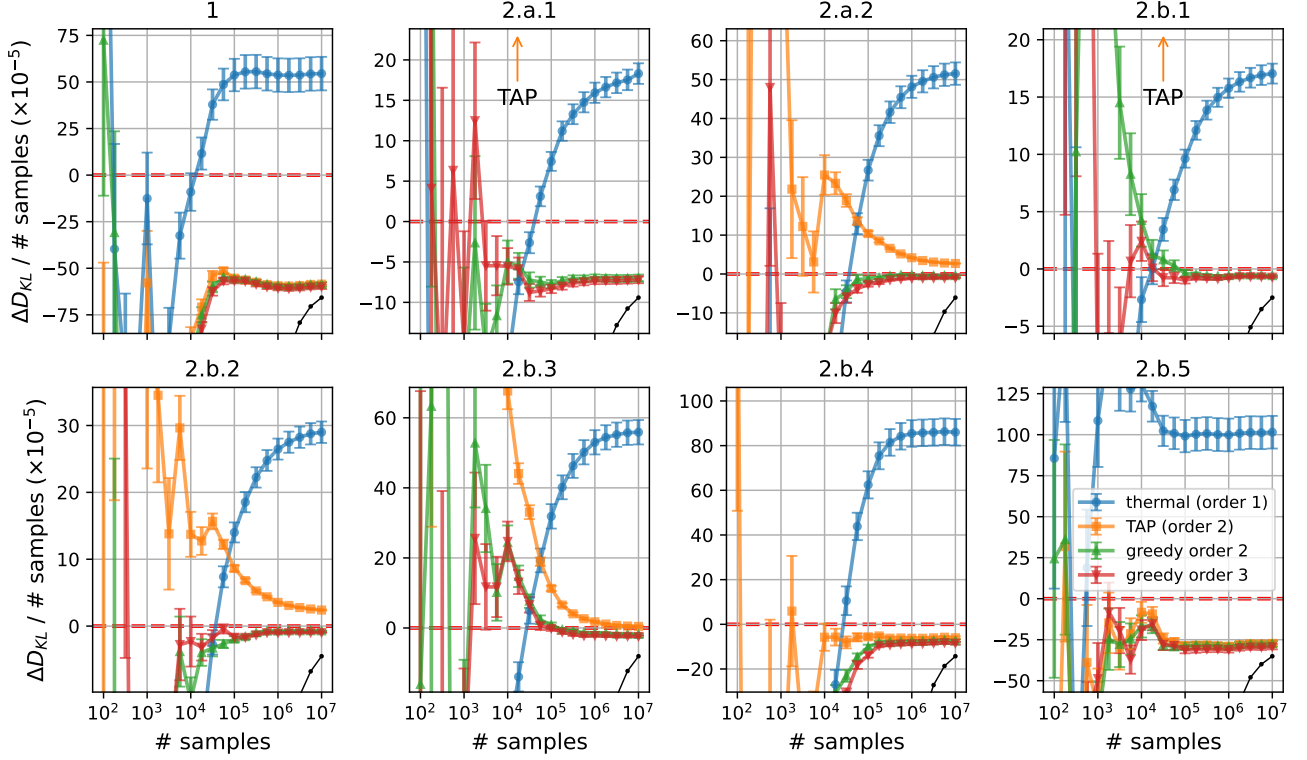 1
2.a.1
2.a.2
2.b.1
ΔD_KL / # samples (×10⁻⁵)
75
50
25
0
−25
−50
−75
20
15
10
5
0
−5
−10
TAP
60
50
40
30
20
10
0
−10
20
15
10
5
0
−5
TAP
2.b.2
2.b.3
2.b.4
2.b.5
ΔD_KL / # samples (×10⁻⁵)
30
20
10
0
10² 10³ 10⁴ 10⁵ 10⁶ 10⁷
# samples
60
40
20
0
10² 10³ 10⁴ 10⁵ 10⁶ 10⁷
# samples
100
80
60
40
20
0
−20
10² 10³ 10⁴ 10⁵ 10⁶ 10⁷
# samples
125
100
75
50
25
0
−25
−50
thermal (order 1)
TAP (order 2)
greedy order 2
greedy order 3
10² 10³ 10⁴ 10⁵ 10⁶ 10⁷
# samples